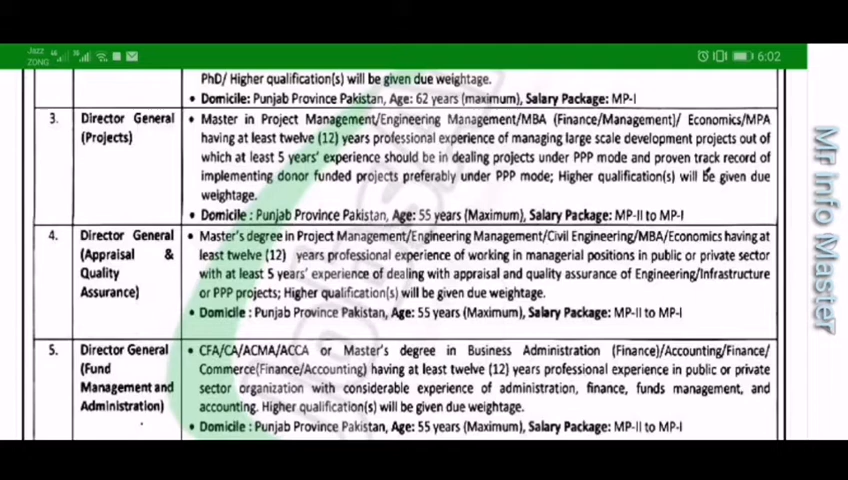 Jazz
ZONG
6:02
PhD/ Higher qualification(s) will be given due weightage.
• Domicile: Punjab Province Pakistan, Age: 62 years (maximum), Salary Package: MP-I
3. Director General (Projects)
• Master in Project Management/Engineering Management/MBA (Finance/Management)/ Economics/MPA
having at least twelve (12) years professional experience of managing large scale development projects out of
which at least 5 years' experience should be in dealing projects under PPP mode and proven track record of
implementing donor funded projects preferably under PPP mode; Higher qualification(s) will be given due
weightage.
• Domicile : Punjab Province Pakistan, Age: 55 years (Maximum), Salary Package: MP-II to MP-I
4. Director General (Appraisal & Quality Assurance)
• Master's degree in Project Management/Engineering Management/Civil Engineering/MBA/Economics having at
least twelve (12) years professional experience of working in managerial positions in public or private sector
with at least 5 years' experience of dealing with appraisal and quality assurance of Engineering/Infrastructure
or PPP projects; Higher qualification(s) will be given due weightage.
• Domicile : Punjab Province Pakistan, Age: 55 years (Maximum), Salary Package: MP-II to MP-I
5. Director General (Fund Management and Administration)
• CFA/CA/ACMA/ACCA or Master's degree in Business Administration (Finance)/Accounting/Finance/
Commerce(Finance/Accounting) having at least twelve (12) years professional experience in public or private
sector organization with considerable experience of administration, finance, funds management, and
accounting. Higher qualification(s) will be given due weightage.
• Domicile : Punjab Province Pakistan, Age: 55 years (Maximum), Salary Package: MP-II to MP-I
Mr Info Master